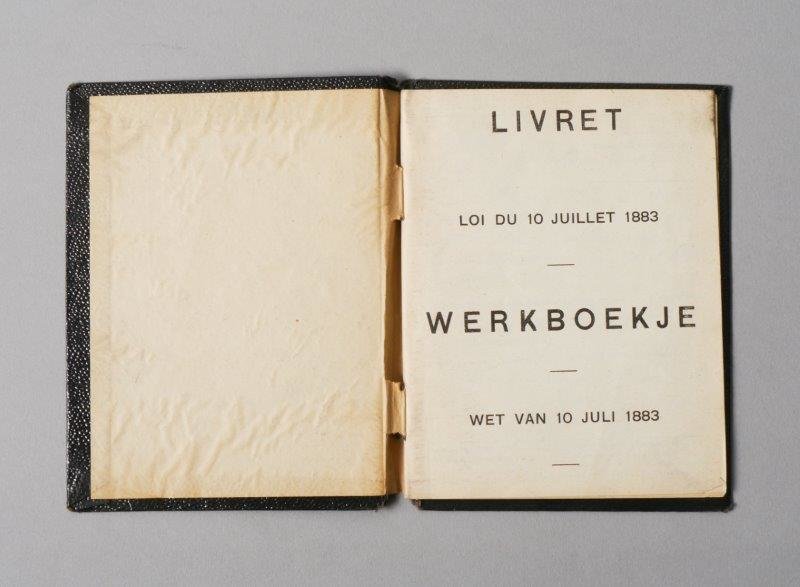 LIVRET
LOI DU 10 JUILLET 1883
WERKBOEKJE
WET VAN 10 JULI 1883